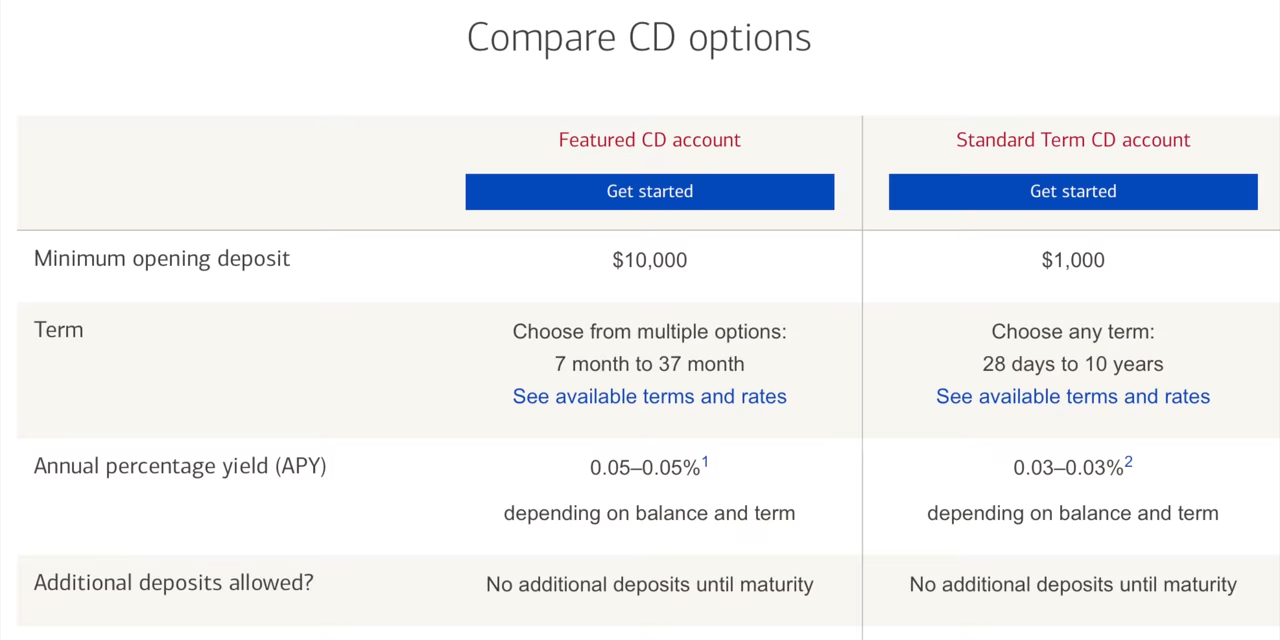 Compare CD options
Featured CD account
Standard Term CD account
Get started
Get started
Minimum opening deposit
$10,000
$1,000
Term
Choose from multiple options:
7 month to 37 month
See available terms and rates
Choose any term:
28 days to 10 years
See available terms and rates
Annual percentage yield (APY)
0.05–0.05%1
depending on balance and term
0.03–0.03%2
depending on balance and term
Additional deposits allowed?
No additional deposits until maturity
No additional deposits until maturity